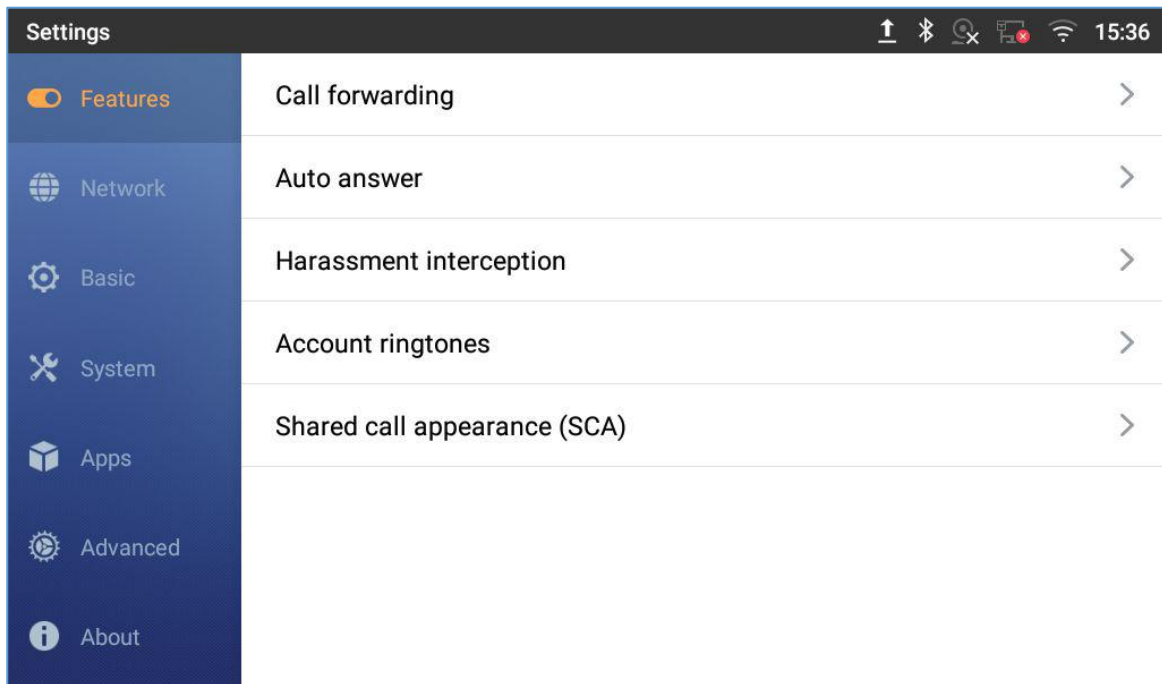 Settings
15:36
Features
Network
Basic
System
Apps
Advanced
About
Call forwarding
Auto answer
Harassment interception
Account ringtones
Shared call appearance (SCA)